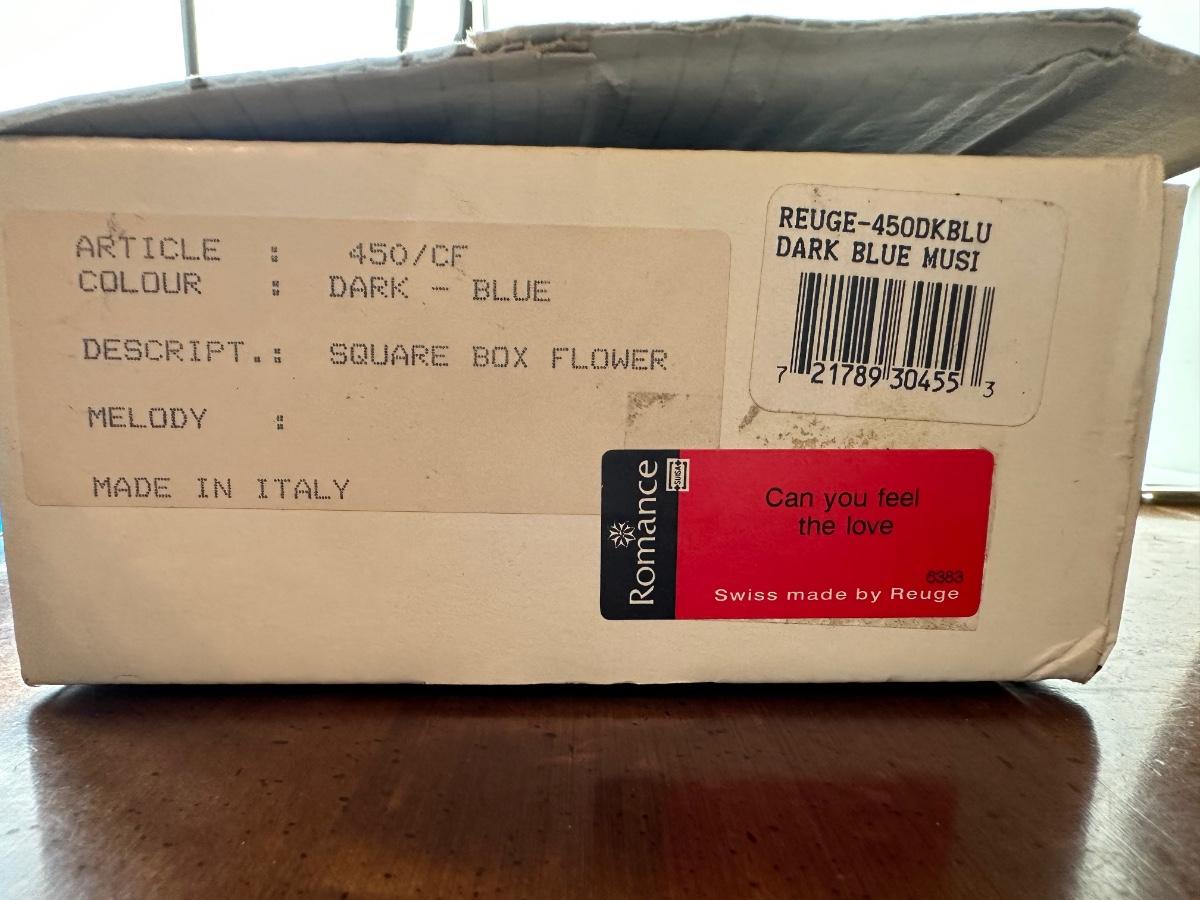 ARTICLE : 450/CF
COLOUR : DARK - BLUE
DESCRIPT.: SQUARE BOX FLOWER
MELODY :
MADE IN ITALY
REUGE-450DKBLU
DARK BLUE MUSI
7 21789 30455 3
Romance
SUISA
Can you feel
the love
6383
Swiss made by Reuge